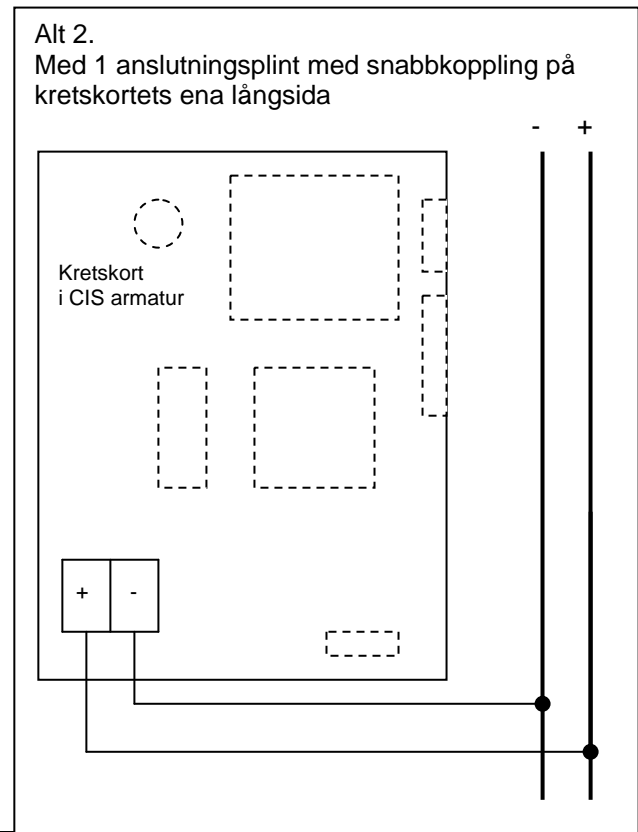 Alt 2.
Med 1 anslutningsplint med snabbkoppling på
kretskortets ena långsida
- +
Kretskort
i CIS armatur
+ -